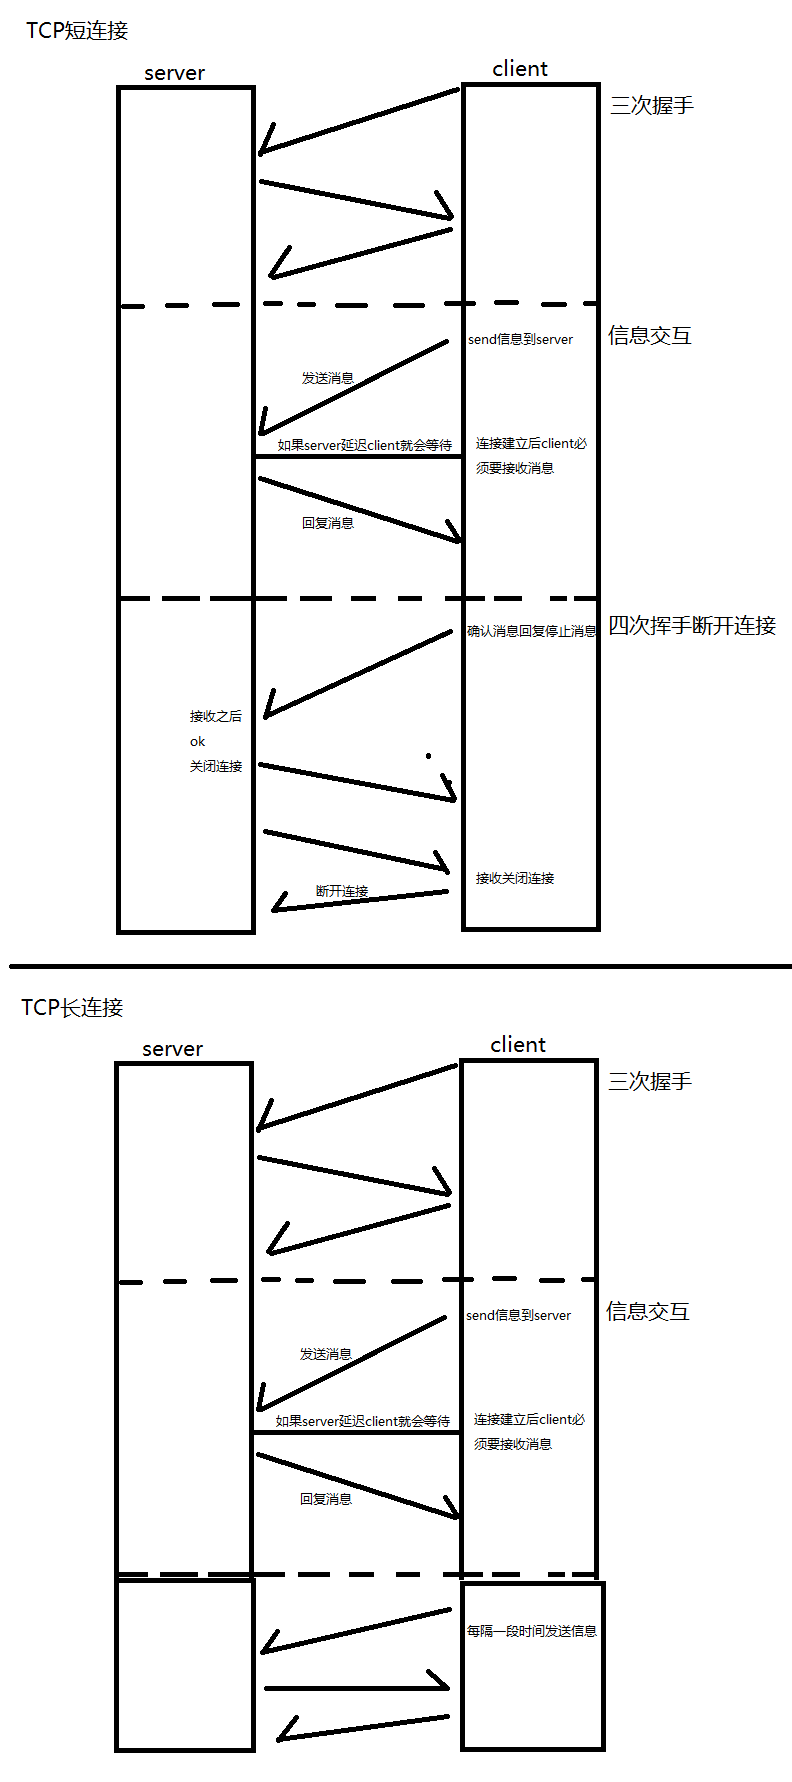 TCP短连接
server
client
三次握手
信息交互
send信息到server
发送消息
如果server延迟client就会等待
连接建立后client必
须要接收消息
回复消息
确认消息回复停止消息
四次挥手断开连接
接收之后
ok
关闭连接
接收关闭连接
断开连接
TCP长连接
server
client
三次握手
信息交互
send信息到server
发送消息
如果server延迟client就会等待
连接建立后client必
须要接收消息
回复消息
每隔一段时间发送信息